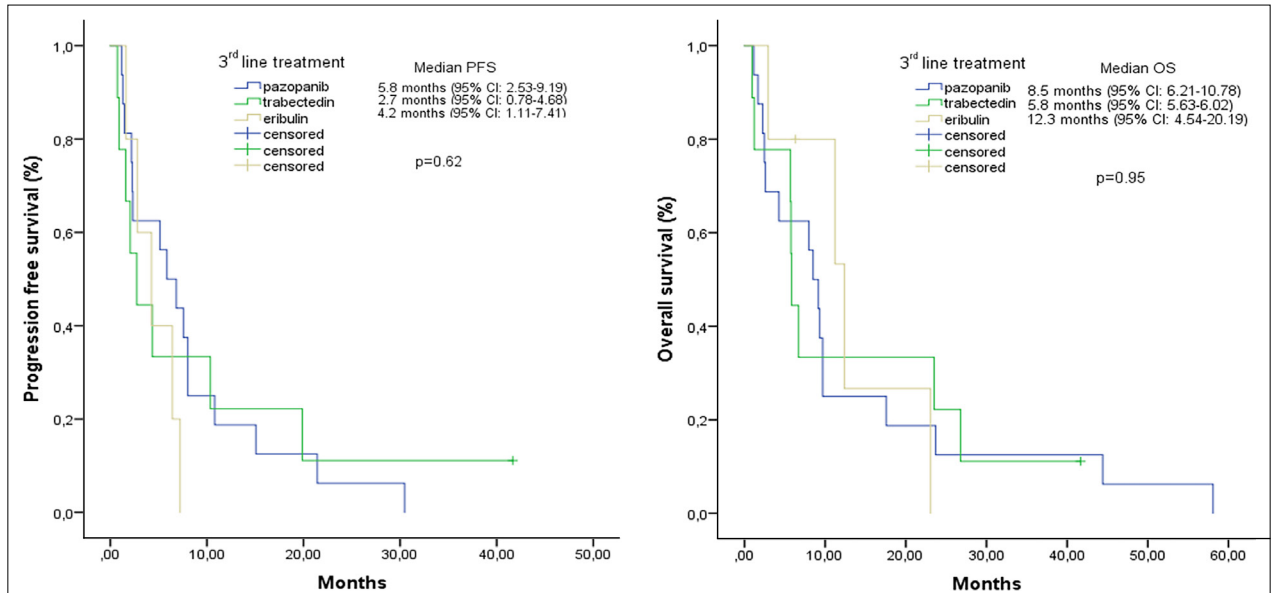 Progression free survival (%)
1,0
0,8
0,6
0,4
0,2
0,0
3rd line treatment
Median PFS
pazopanib 5.8 months (95% CI: 2.53-9.19)
trabectedin 2.7 months (95% CI: 0.78-4.68)
eribulin 4.2 months (95% CI: 1.11-7.41)
censored
censored
censored
p=0.62
,00 10,00 20,00 30,00 40,00 50,00
Months
Overall survival (%)
1,0
0,8
0,6
0,4
0,2
0,0
3rd line treatment
Median OS
pazopanib 8.5 months (95% CI: 6.21-10.78)
trabectedin 5.8 months (95% CI: 5.63-6.02)
eribulin 12.3 months (95% CI: 4.54-20.19)
censored
censored
censored
p=0.95
,00 10,00 20,00 30,00 40,00 50,00 60,00
Months